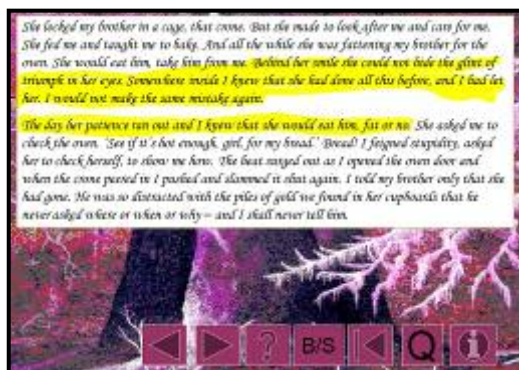 She locked my brother in a cage, that crone. But she made to look after me and care for me.
She fed me and taught me to bake. And all the while she was fattening my brother for the
oven. She would eat him, take him from me. Behind her smile she could not hide the glint of
triumph in her eyes. Somewhere inside I knew that she had done all this before, and I had let
her. I would not make the same mistake again.
The day her patience ran out and I knew that she would eat him, fat or no. She asked me to
check the oven. 'See if it's hot enough, girl, for my bread.' Bread! I feigned stupidity, asked
her to check herself, to show me how. The heat surged out as I opened the oven door and
when the crone peered in I pushed and slammed it shut again. I told my brother only that she
had gone. He was so distracted with the piles of gold we found in her cupboards that he
never asked where or when or why – and I shall never tell him.
? B/S Q i